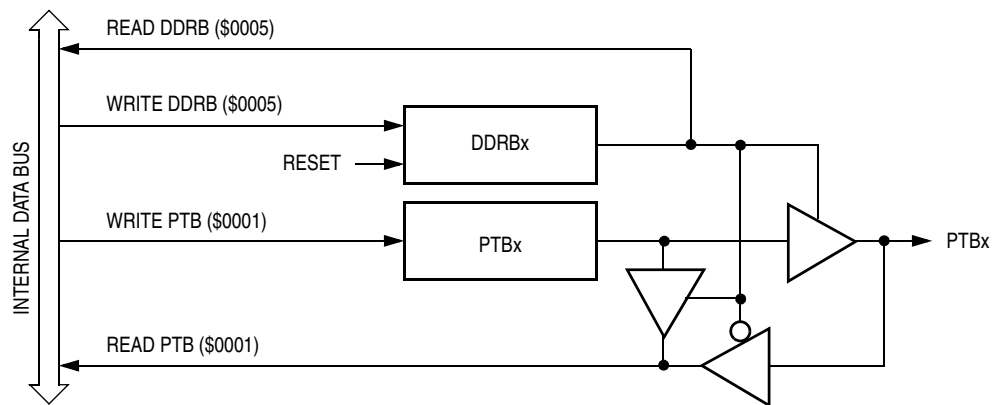 READ DDRB ($0005)
WRITE DDRB ($0005)
DDRBx
RESET
WRITE PTB ($0001)
PTBx
PTBx
READ PTB ($0001)
INTERNAL DATA BUS